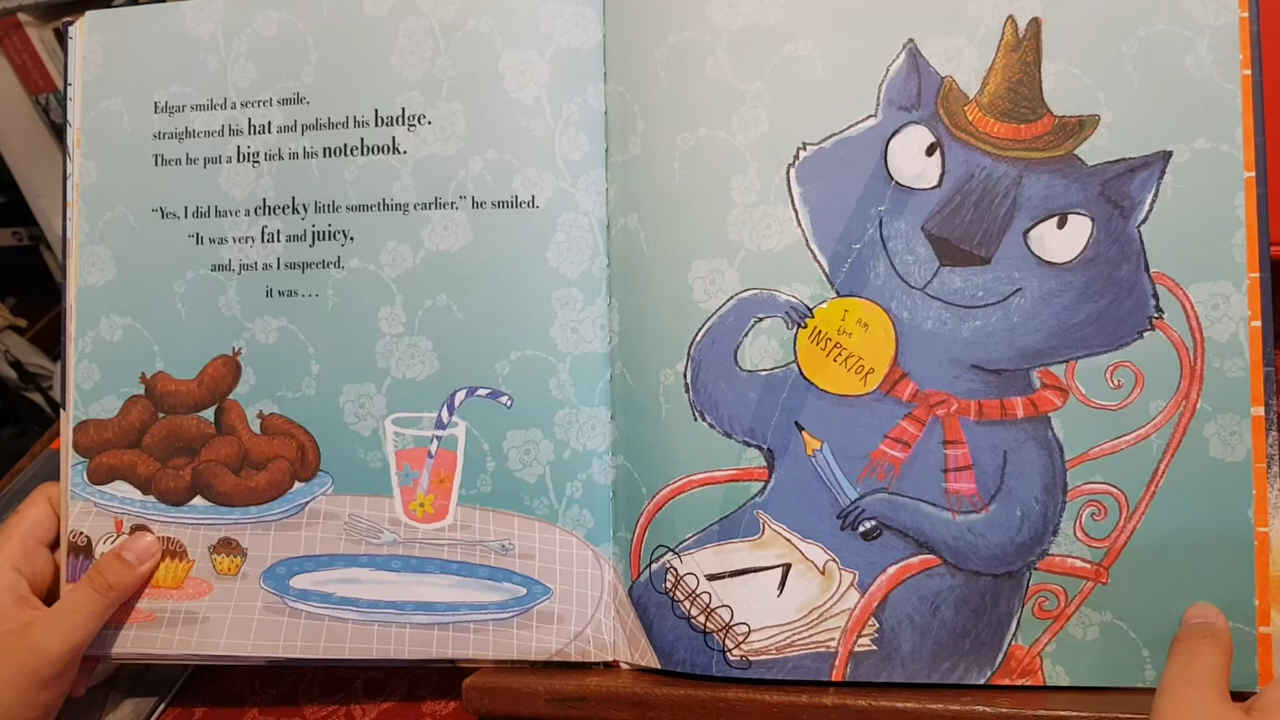 Edgar smiled a secret smile,
straightened his hat and polished his badge.
Then he put a big tick in his notebook.
“Yes, I did have a cheeky little something earlier,” he smiled.
“It was very fat and juicy,
and, just as I suspected,
it was . . .
I AM
the
INSPEKTOR